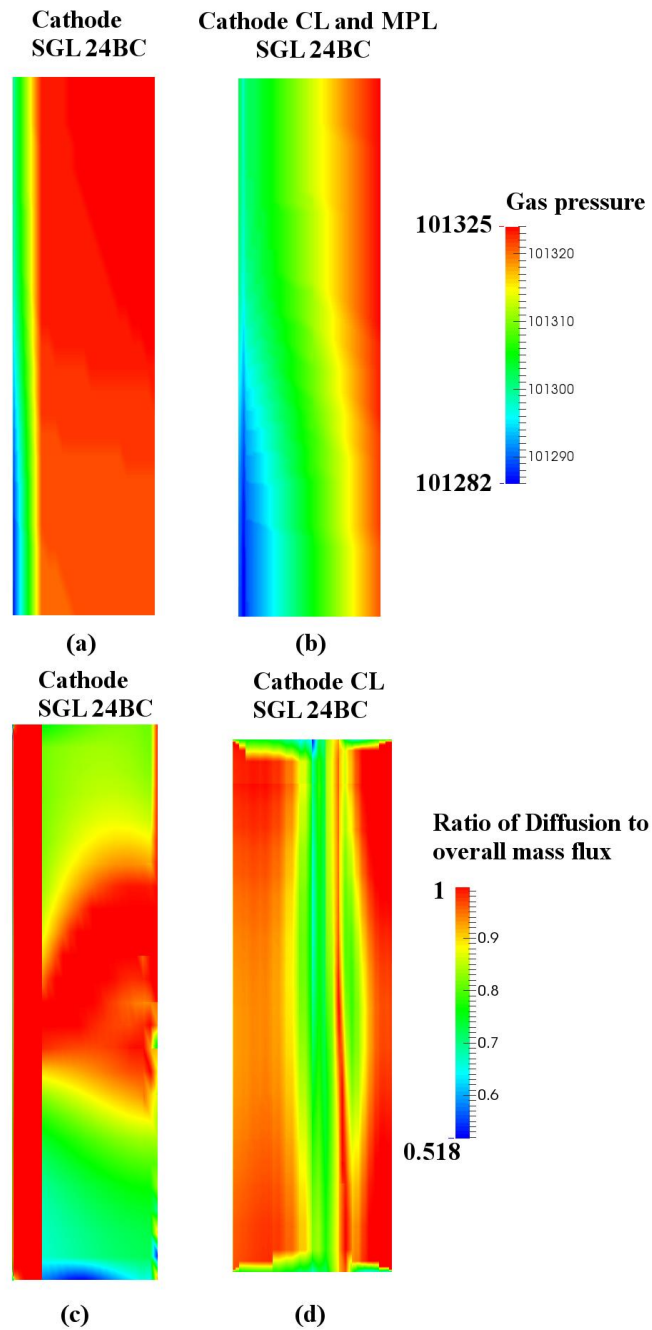 Cathode
SGL 24BC
Cathode CL and MPL
SGL 24BC
Gas pressure
101325
101320
101310
101300
101290
101282
(a)
(b)
Cathode
SGL 24BC
Cathode CL
SGL 24BC
Ratio of Diffusion to
overall mass flux
1
0.9
0.8
0.7
0.6
0.518
(c)
(d)